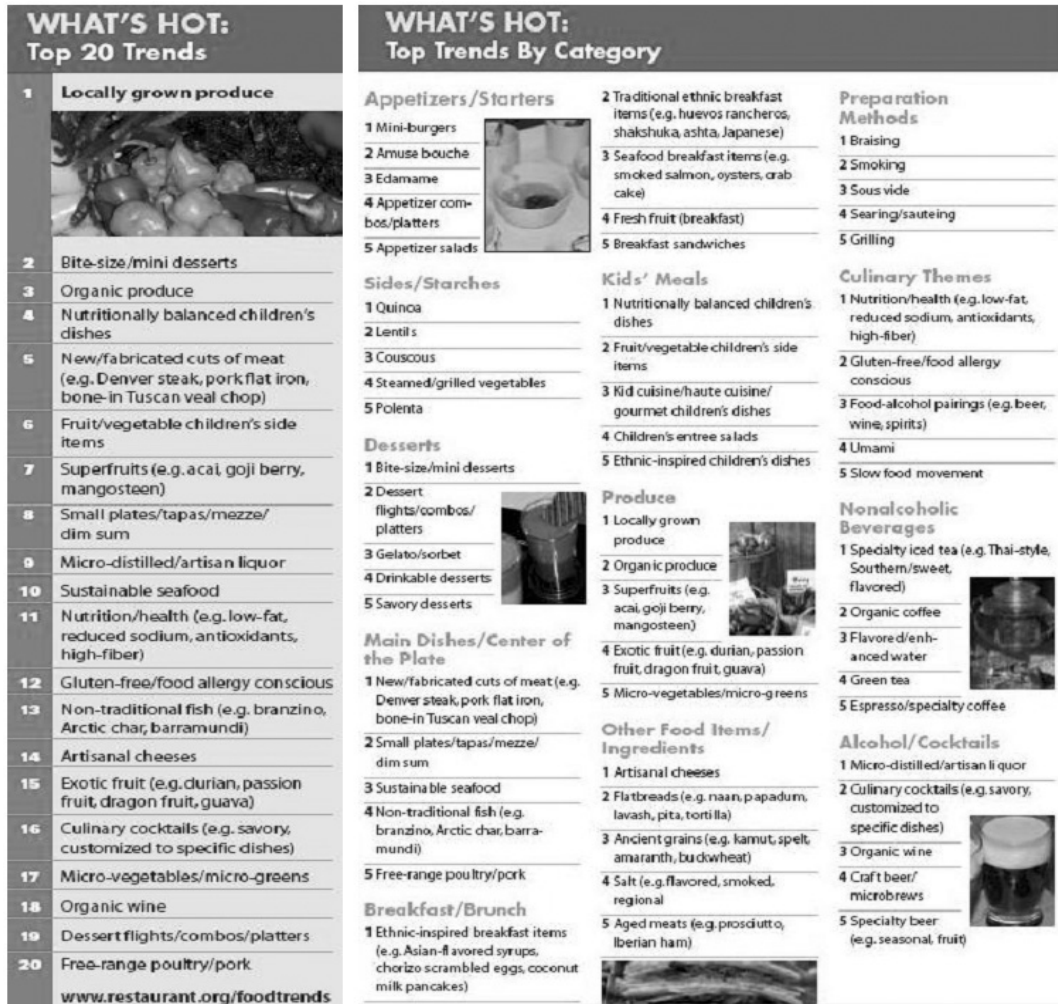 WHAT'S HOT:
Top 20 Trends
1 Locally grown produce
2 Bite-size/mini desserts
3 Organic produce
4 Nutritionally balanced children's
dishes
5 New/fabricated cuts of meat
(e.g. Denver steak, pork flat iron,
bone-in Tuscan veal chop)
6 Fruit/vegetable children's side
items
7 Superfruits (e.g. acai, goji berry,
mangosteen)
8 Small plates/tapas/mezze/
dim sum
9 Micro-distilled/artisan liquor
10 Sustainable seafood
11 Nutrition/health (e.g. low-fat,
reduced sodium, antioxidants,
high-fiber)
12 Gluten-free/food allergy conscious
13 Non-traditional fish (e.g. branzino,
Arctic char, barramundi)
14 Artisanal cheeses
15 Exotic fruit (e.g. durian, passion
fruit, dragon fruit, guava)
16 Culinary cocktails (e.g. savory,
customized to specific dishes)
17 Micro-vegetables/micro-greens
18 Organic wine
19 Dessert flights/combos/platters
20 Free-range poultry/pork
www.restaurant.org/foodtrends
WHAT'S HOT:
Top Trends By Category
Appetizers/Starters
1 Mini-burgers
2 Amuse bouche
3 Edamame
4 Appetizer com-
bos/platters
5 Appetizer salads
Sides/Starches
1 Quinoa
2 Lentils
3 Couscous
4 Steamed/grilled vegetables
5 Polenta
Desserts
1 Bite-size/mini desserts
2 Dessert
flights/combos/
platters
3 Gelato/sorbet
4 Drinkable desserts
5 Savory desserts
Main Dishes/Center of
the Plate
1 New/fabricated cuts of meat (e.g.
Denver steak, pork flat iron,
bone-in Tuscan veal chop)
2 Small plates/tapas/mezze/
dim sum
3 Sustainable seafood
4 Non-traditional fish (e.g.
branzino, Arctic char, barra-
mundi)
5 Free-range poultry/pork
Breakfast/Brunch
1 Ethnic-inspired breakfast items
(e.g. Asian-flavored syrups,
chorizo scrambled eggs, coconut
milk pancakes)
2 Traditional ethnic breakfast
items (e.g. huevos rancheros,
shakshuka, ashta, Japanese)
3 Seafood breakfast items (e.g.
smoked salmon, oysters, crab
cake)
4 Fresh fruit (breakfast)
5 Breakfast sandwiches
Kids' Meals
1 Nutritionally balanced children's
dishes
2 Fruit/vegetable children's side
items
3 Kid cuisine/haute cuisine/
gourmet children's dishes
4 Children's entree salads
5 Ethnic-inspired children's dishes
Produce
1 Locally grown
produce
2 Organic produce
3 Superfruits (e.g.
acai, goji berry,
mangosteen)
4 Exotic fruit (e.g. durian, passion
fruit, dragon fruit, guava)
5 Micro-vegetables/micro-greens
Other Food Items/
Ingredients
1 Artisanal cheeses
2 Flatbreads (e.g. naan, papadum,
lavash, pita, tortilla)
3 Ancient grains (e.g. kamut, spelt,
amaranth, buckwheat)
4 Salt (e.g. flavored, smoked,
regional
5 Aged meats (e.g. prosciutto,
Iberian ham)
Preparation
Methods
1 Braising
2 Smoking
3 Sous vide
4 Searing/sauteing
5 Grilling
Culinary Themes
1 Nutrition/health (e.g. low-fat,
reduced sodium, antioxidants,
high-fiber)
2 Gluten-free/food allergy
conscious
3 Food-alcohol pairings (e.g. beer,
wine, spirits)
4 Umami
5 Slow food movement
Nonalcoholic
Beverages
1 Specialty iced tea (e.g. Thai-style,
Southern/sweet,
flavored)
2 Organic coffee
3 Flavored/enh-
anced water
4 Green tea
5 Espresso/specialty coffee
Alcohol/Cocktails
1 Micro-distilled/artisan liquor
2 Culinary cocktails (e.g. savory,
customized to
specific dishes)
3 Organic wine
4 Craft beer/
microbrews
5 Specialty beer
(e.g. seasonal, fruit)